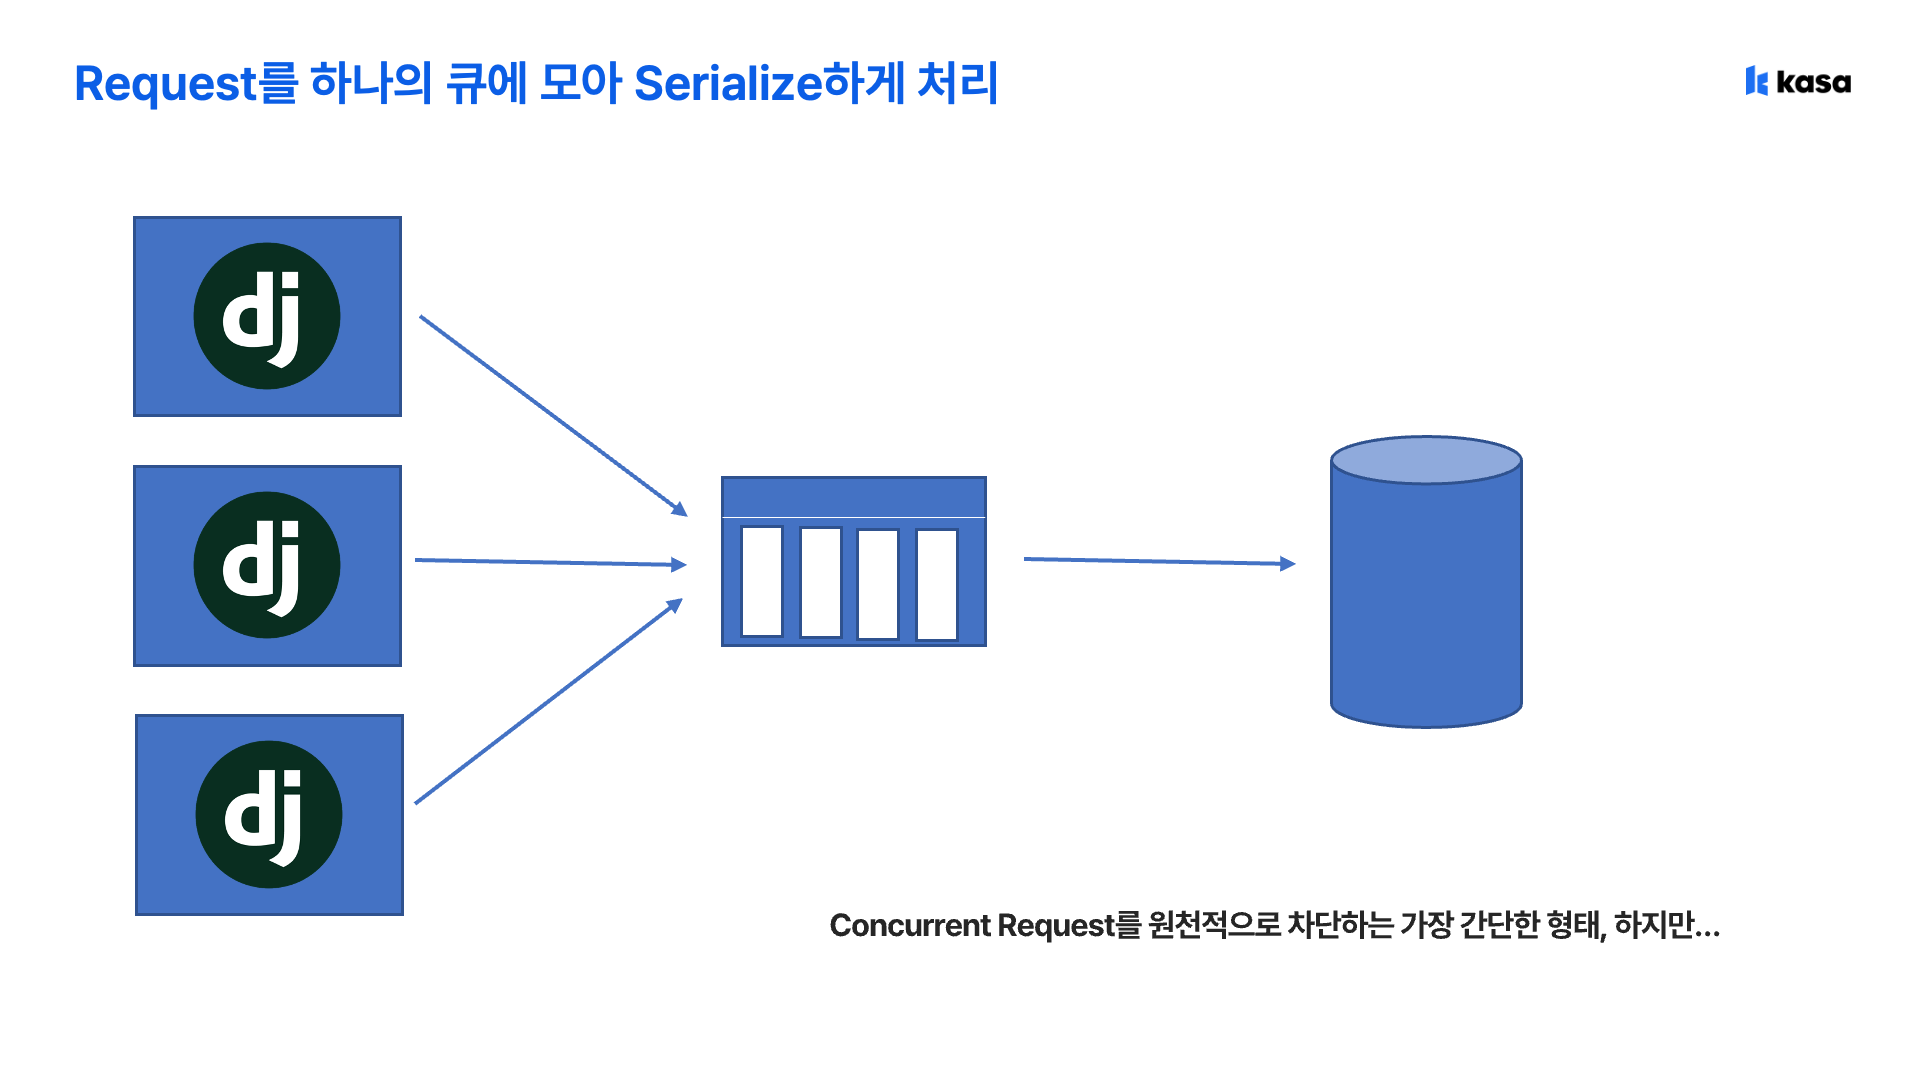 Request를 하나의 큐에 모아 Serialize하게 처리
kasa
dj
dj
dj
Concurrent Request를 원천적으로 차단하는 가장 간단한 형태, 하지만...